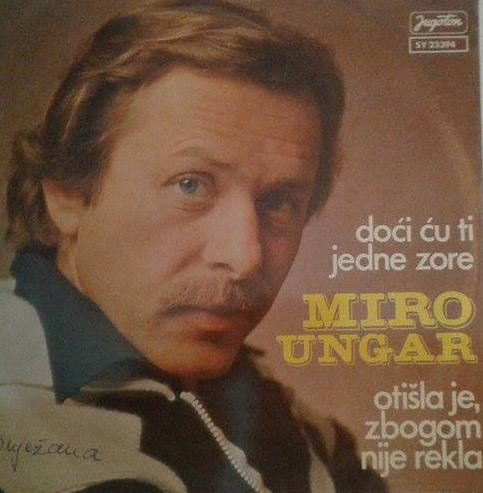 Jugoton
SY 23394
doći ću ti
jedne zore
MIRO
UNGAR
otišla je,
zbogom
nije rekla